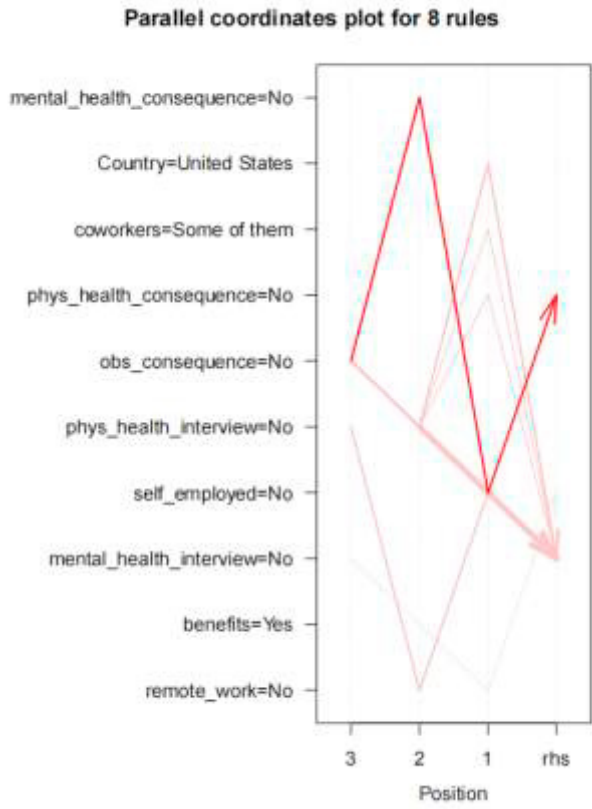 Parallel coordinates plot for 8 rules
mental_health_consequence=No
Country=United States
coworkers=Some of them
phys_health_consequence=No
obs_consequence=No
phys_health_interview=No
self_employed=No
mental_health_interview=No
benefits=Yes
remote_work=No
3 2 1 rhs
Position